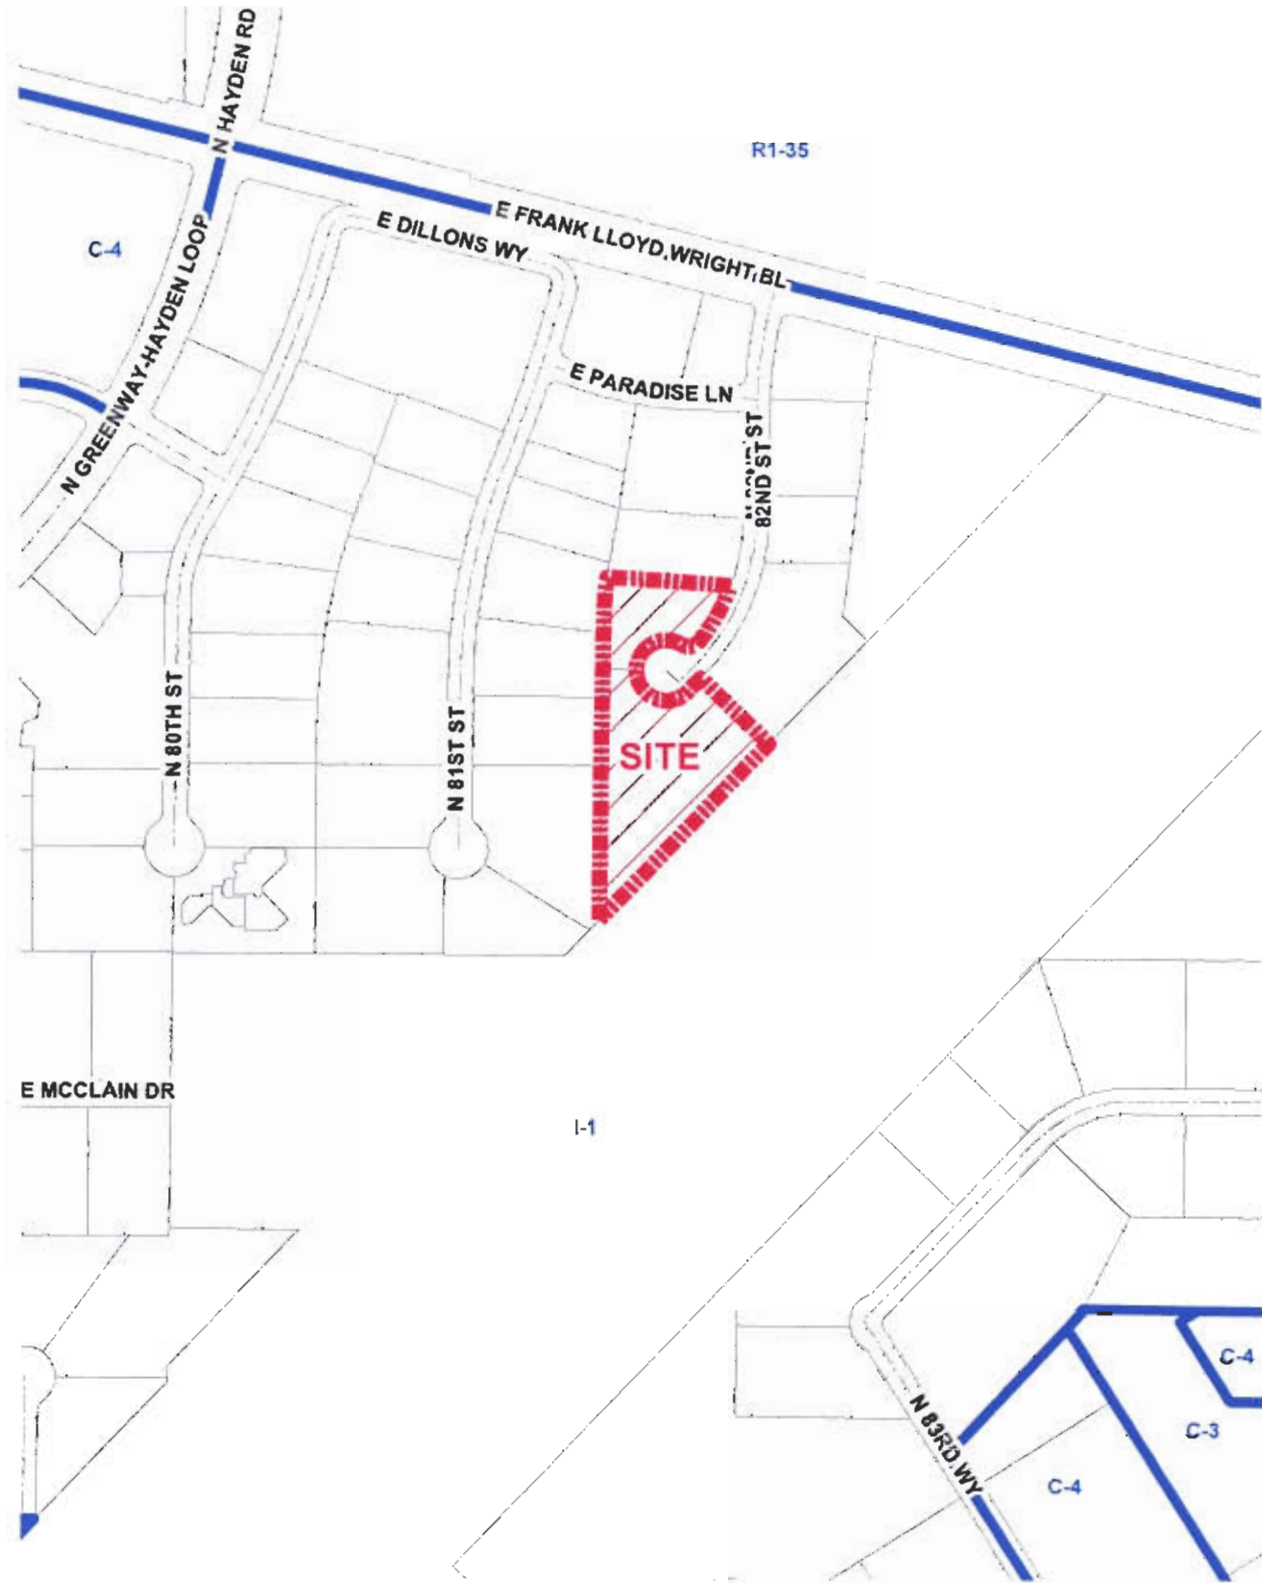 N HAYDEN RD
R1-35
E FRANK LLOYD WRIGHT BL
E DILLONS WY
C-4
N GREENWAY-HAYDEN LOOP
E PARADISE LN
82ND ST
N 80TH ST
N 81ST ST
SITE
E MCCLAIN DR
I-1
C-4
N 83RD WY
C-3
C-4